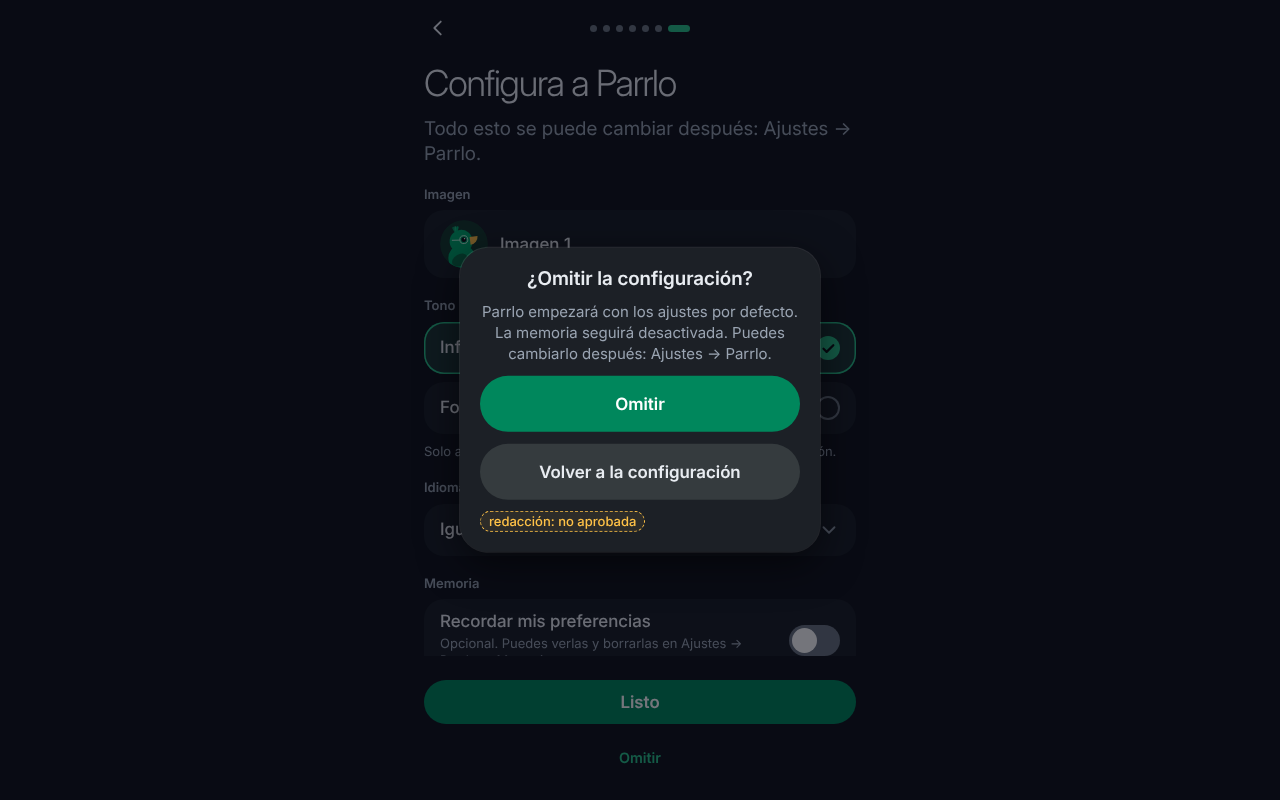 Configura a Parrlo
Todo esto se puede cambiar después: Ajustes →
Parrlo.
Imagen
Imagen 1
¿Omitir la configuración?
Parrlo empezará con los ajustes por defecto.
La memoria seguirá desactivada. Puedes
cambiarlo después: Ajustes → Parrlo.
Tono
Omitir
Solo
Volver a la configuración
redacción: no aprobada
Memoria
Recordar mis preferencias
Opcional. Puedes verlas y borrarlas en Ajustes →
Listo
Omitir